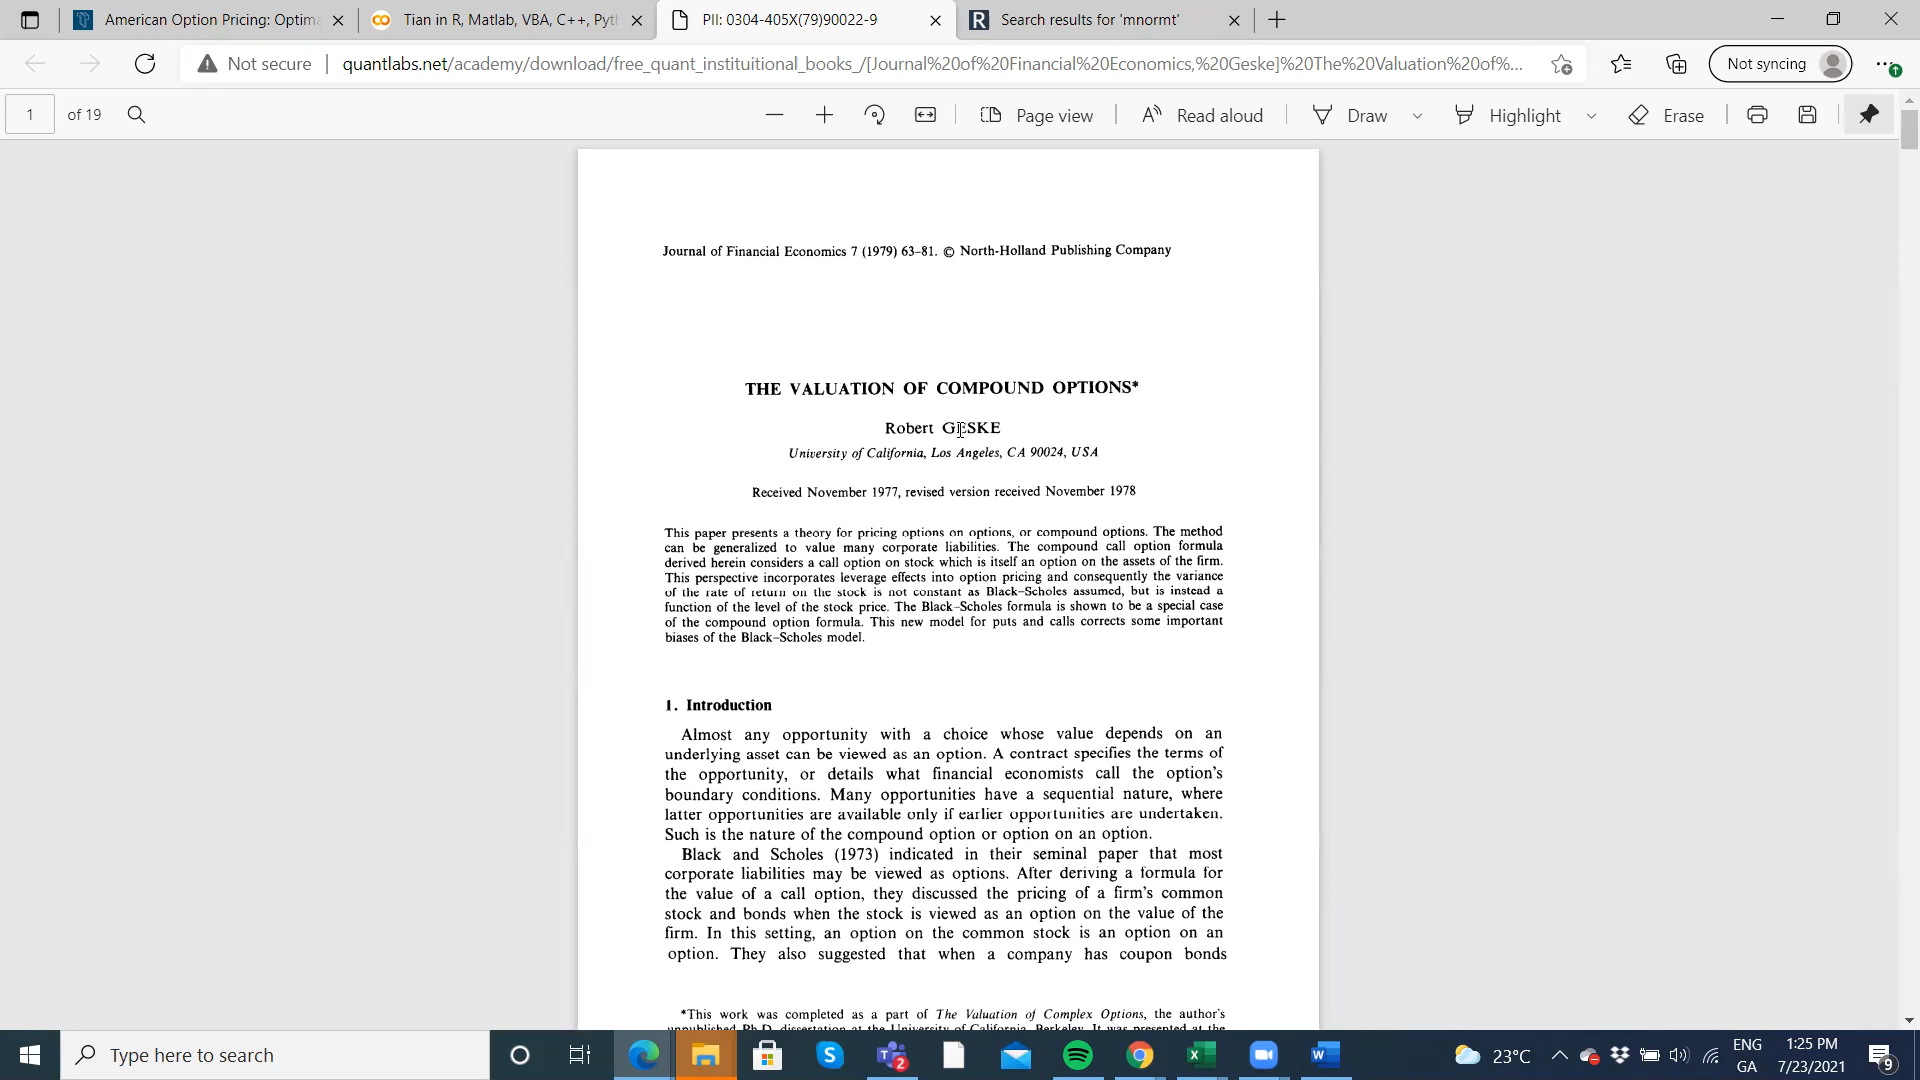 American Option Pricing: Optima
Tian in R, Matlab, VBA, C++, Pyth
PII: 0304-405X(79)90022-9
Search results for 'mnormt'
Not secure
quantlabs.net/academy/download/free_quant_instituitional_books_/[Journal%20of%20Financial%20Economics,%20Geske]%20The%20Valuation%20of%...
Not syncing
1 of 19
Page view
Read aloud
Draw
Highlight
Erase
Journal of Financial Economics 7 (1979) 63–81. © North-Holland Publishing Company
THE VALUATION OF COMPOUND OPTIONS*
Robert GESKE
University of California, Los Angeles, CA 90024, USA
Received November 1977, revised version received November 1978
This paper presents a theory for pricing options on options, or compound options. The method
can be generalized to value many corporate liabilities. The compound call option formula
derived herein considers a call option on stock which is itself an option on the assets of the firm.
This perspective incorporates leverage effects into option pricing and consequently the variance
of the rate of return on the stock is not constant as Black–Scholes assumed, but is instead a
function of the level of the stock price. The Black–Scholes formula is shown to be a special case
of the compound option formula. This new model for puts and calls corrects some important
biases of the Black–Scholes model.
1. Introduction
Almost any opportunity with a choice whose value depends on an
underlying asset can be viewed as an option. A contract specifies the terms of
the opportunity, or details what financial economists call the option's
boundary conditions. Many opportunities have a sequential nature, where
latter opportunities are available only if earlier opportunities are undertaken.
Such is the nature of the compound option or option on an option.
Black and Scholes (1973) indicated in their seminal paper that most
corporate liabilities may be viewed as options. After deriving a formula for
the value of a call option, they discussed the pricing of a firm's common
stock and bonds when the stock is viewed as an option on the value of the
firm. In this setting, an option on the common stock is an option on an
option. They also suggested that when a company has coupon bonds
*This work was completed as a part of The Valuation of Complex Options, the author's
unpublished Ph.D. dissertation at the University of California, Berkeley. It was presented at the
Type here to search
2
23°C
ENG
GA
1:25 PM
7/23/2021
9